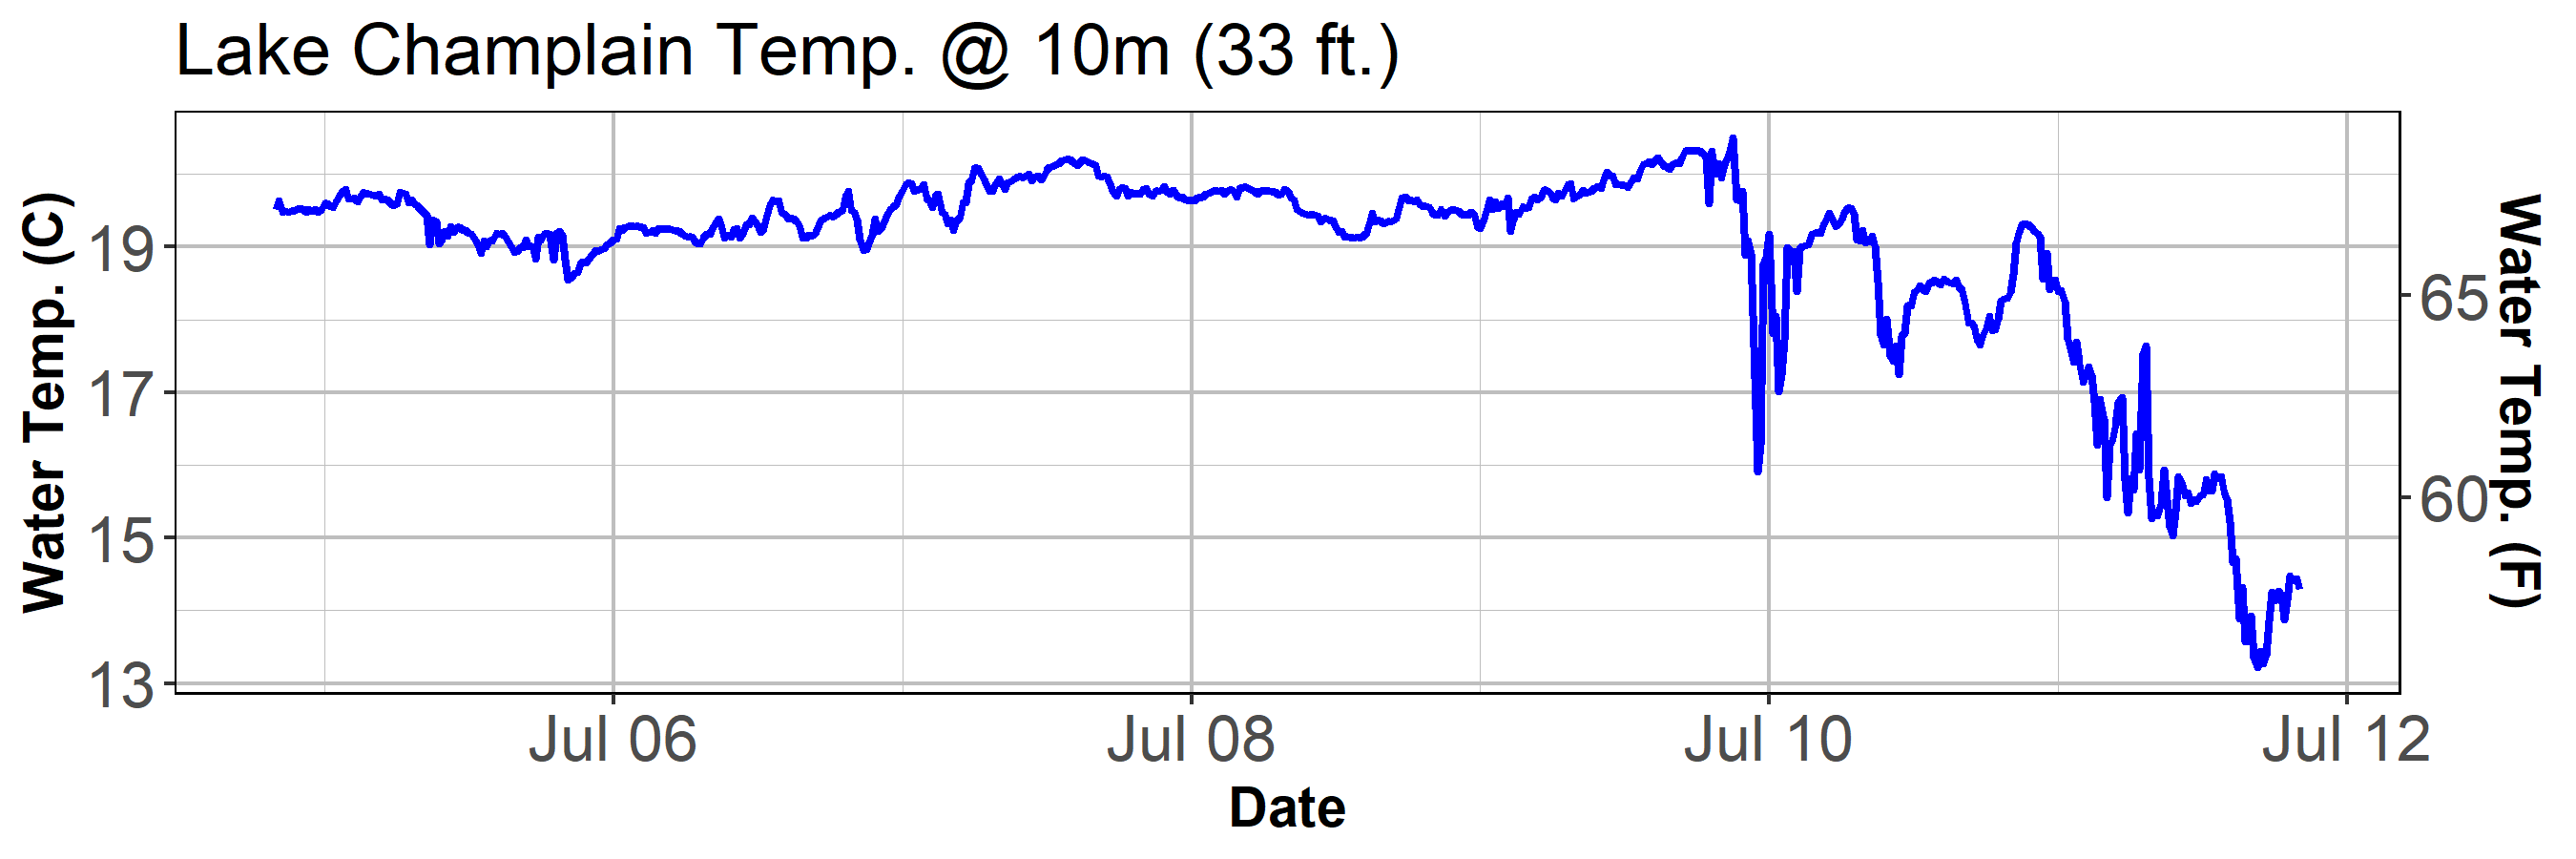 Lake Champlain Temp. @ 10m (33 ft.)
Water Temp. (C)
19
17
15
13
65
60
Water Temp. (F)
Jul 06 Jul 08 Jul 10 Jul 12
Date